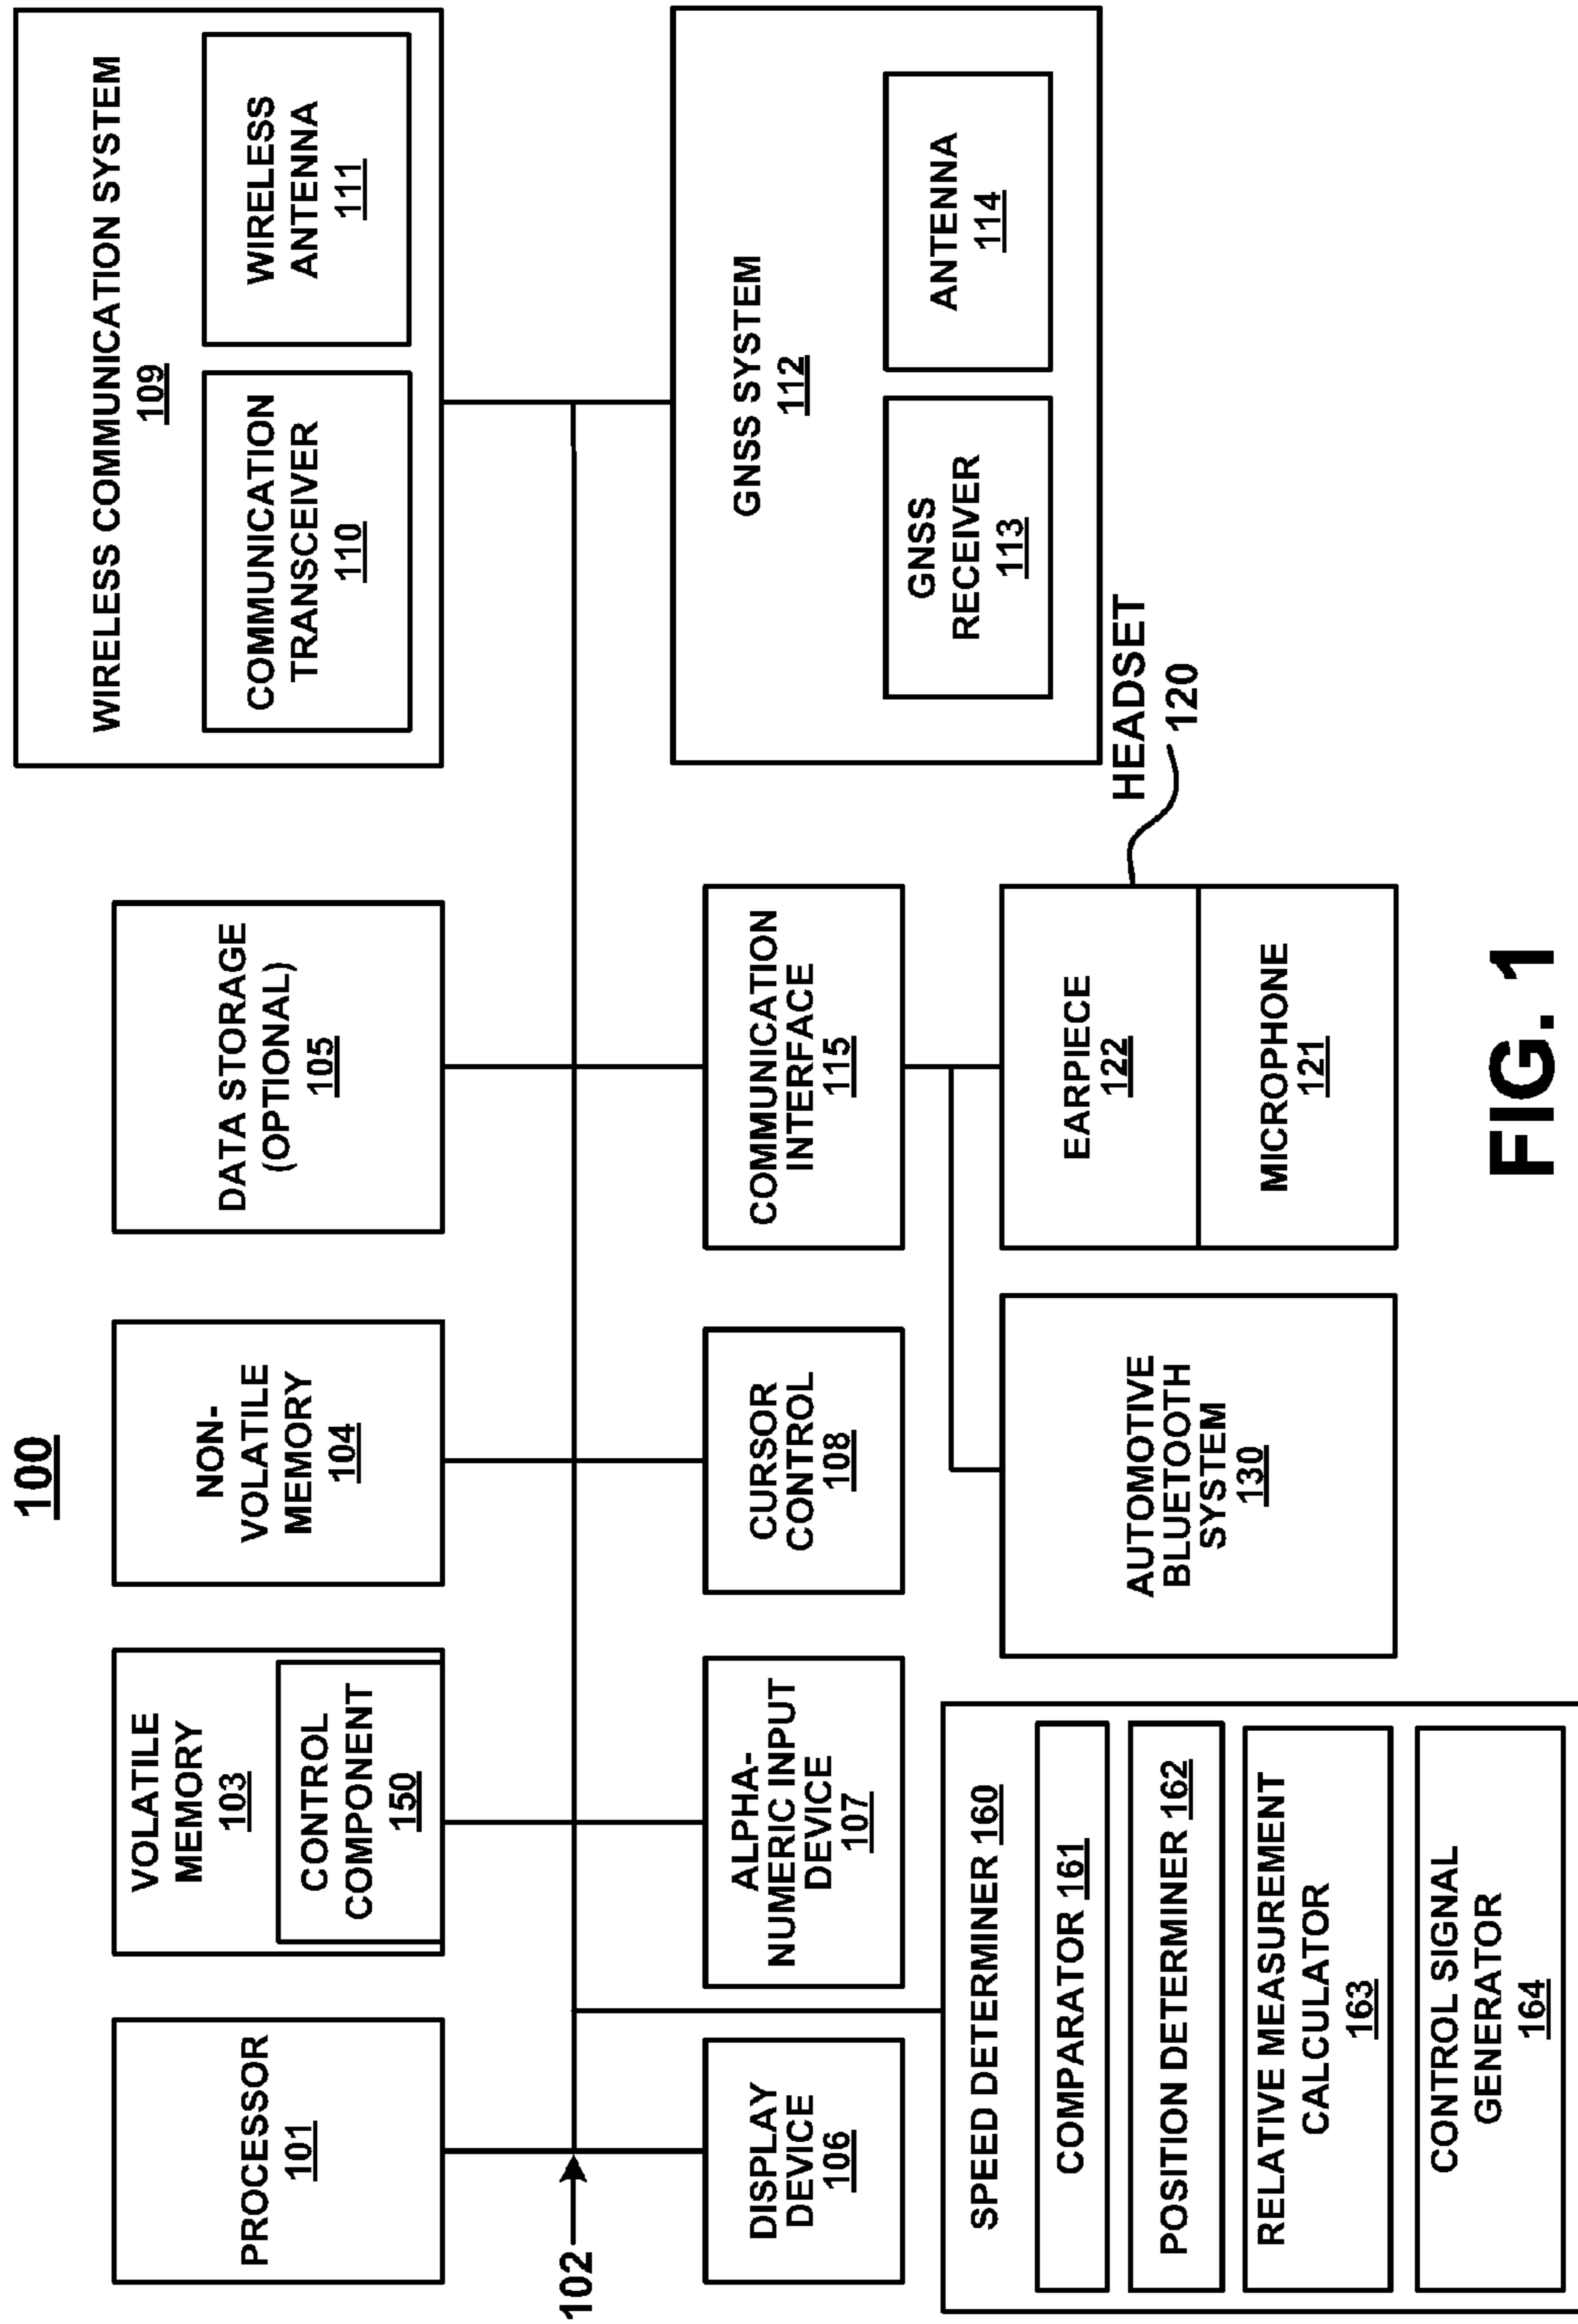 100
PROCESSOR
101
VOLATILE
MEMORY
103
CONTROL
COMPONENT
150
NON-
VOLATILE
MEMORY
104
DATA STORAGE
(OPTIONAL)
105
WIRELESS COMMUNICATION SYSTEM
109
COMMUNICATION
TRANSCEIVER
110
WIRELESS
ANTENNA
111
102
DISPLAY
DEVICE
106
ALPHA-
NUMERIC INPUT
DEVICE
107
CURSOR
CONTROL
108
COMMUNICATION
INTERFACE
115
GNSS SYSTEM
112
GNSS
RECEIVER
113
ANTENNA
114
SPEED DETERMINER 160
COMPARATOR 161
POSITION DETERMINER 162
RELATIVE MEASUREMENT
CALCULATOR
163
CONTROL SIGNAL
GENERATOR
164
AUTOMOTIVE
BLUETOOTH
SYSTEM
130
EARPIECE
122
MICROPHONE
121
HEADSET
120
FIG. 1